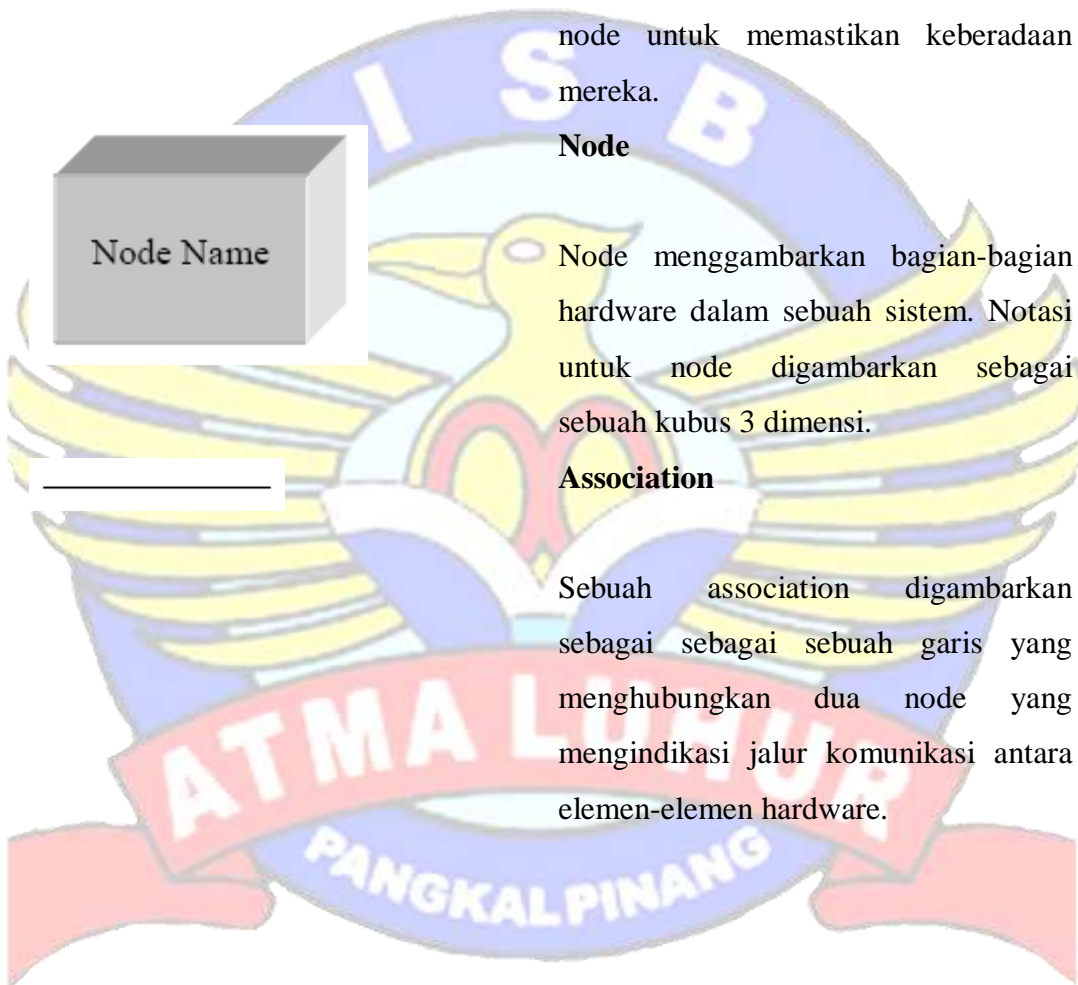 node untuk memastikan keberadaan
mereka.
Node
Node Name
Node menggambarkan bagian-bagian
hardware dalam sebuah sistem. Notasi
untuk node digambarkan sebagai
sebuah kubus 3 dimensi.
Association
Sebuah association digambarkan
sebagai sebagai sebuah garis yang
menghubungkan dua node yang
mengindikasi jalur komunikasi antara
elemen-elemen hardware.
I S B
ATMA LUHUR
PANGKALPINANG